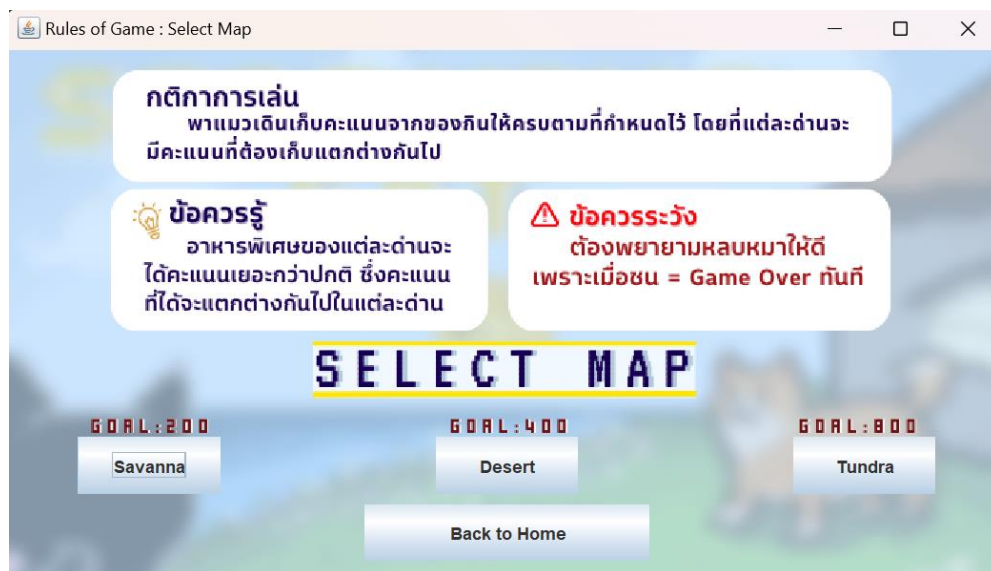 Rules of Game : Select Map
กติกาการเล่น
พาแมวเดินเก็บคะแนนจากของกินให้ครบตามที่กำหนดไว้ โดยที่แต่ละด่านจะ
มีคะแนนที่ต้องเก็บแตกต่างกันไป
ข้อควรรู้
อาหารพิเศษของแต่ละด่านจะ
ได้คะแนนเยอะกว่าปกติ ซึ่งคะแนน
ที่ได้จะแตกต่างกันไปในแต่ละด่าน
ข้อควรระวัง
ต้องพยายามหลบหมาให้ดี
เพราะเมื่อชน = Game Over ทันที
SELECT MAP
GOAL:200
Savanna
GOAL:400
Desert
GOAL:800
Tundra
Back to Home